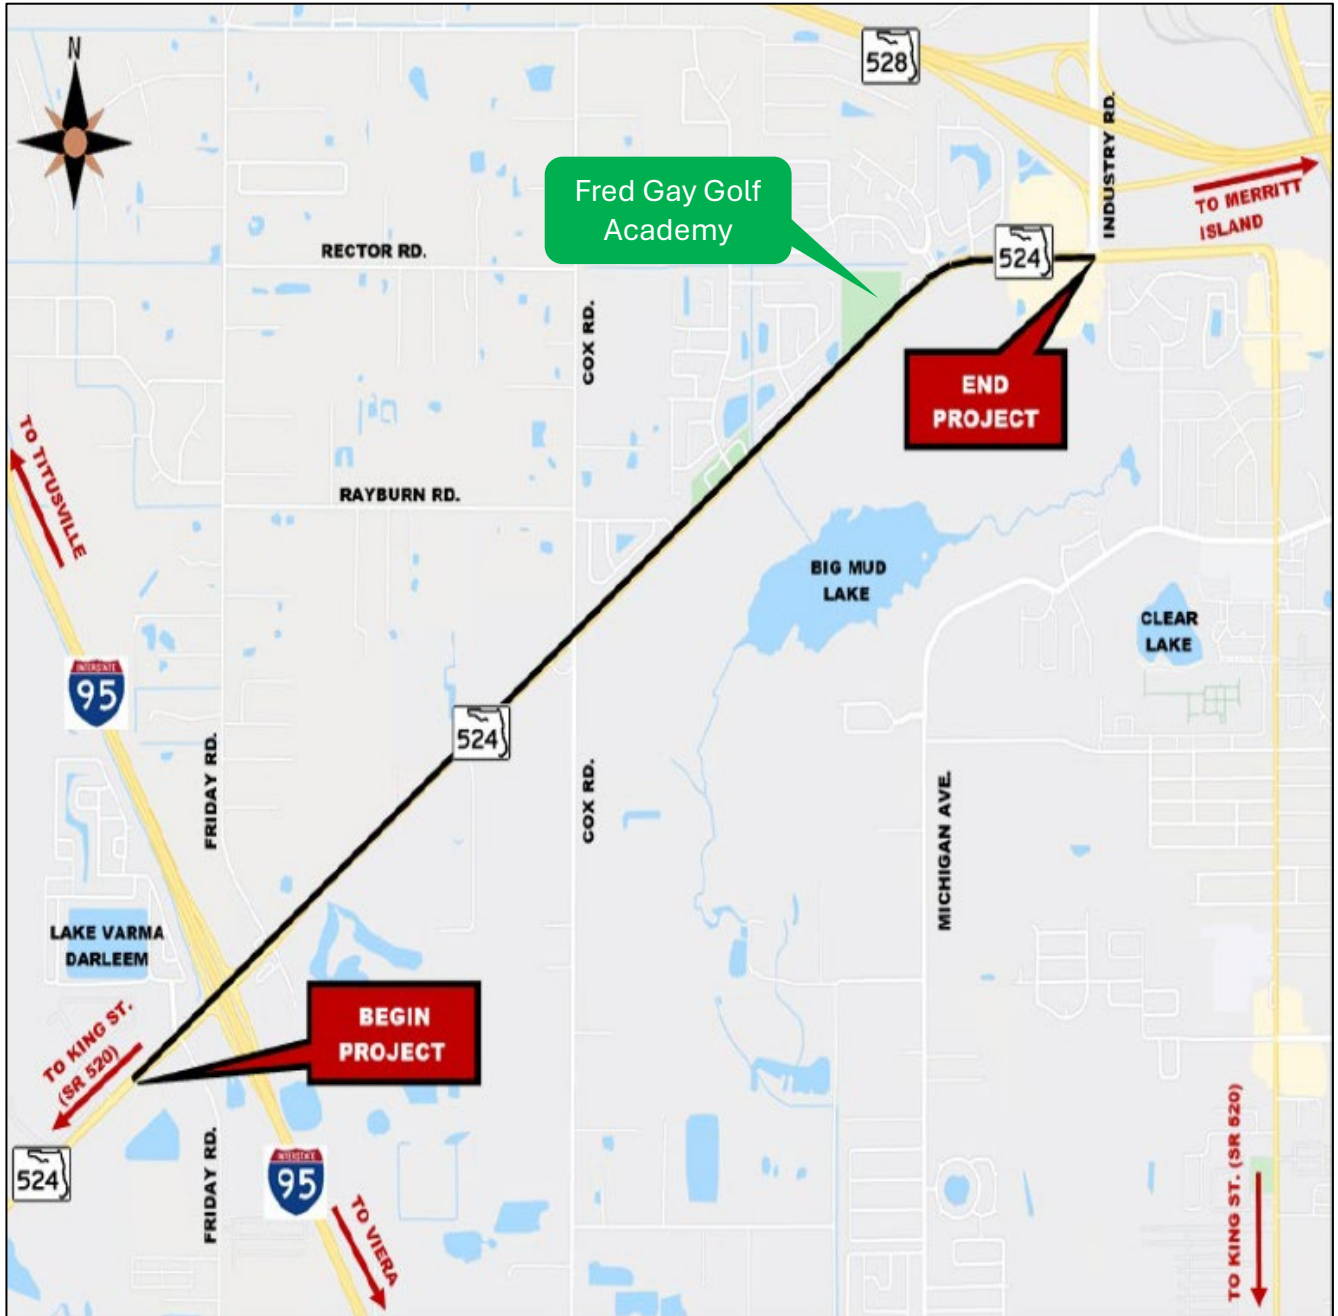 N
528
INDUSTRY RD.
TO MERRITT
ISLAND
Fred Gay Golf
Academy
RECTOR RD.
524
COX RD.
END
PROJECT
TO TITUSVILLE
RAYBURN RD.
BIG MUD
LAKE
CLEAR
LAKE
INTERSTATE
95
524
FRIDAY RD.
COX RD.
MICHIGAN AVE.
LAKE VARMA
DARLEEM
BEGIN
PROJECT
TO KING ST.
(SR 520)
524
FRIDAY RD.
INTERSTATE
95
TO VIERA
TO KING ST. (SR 520)